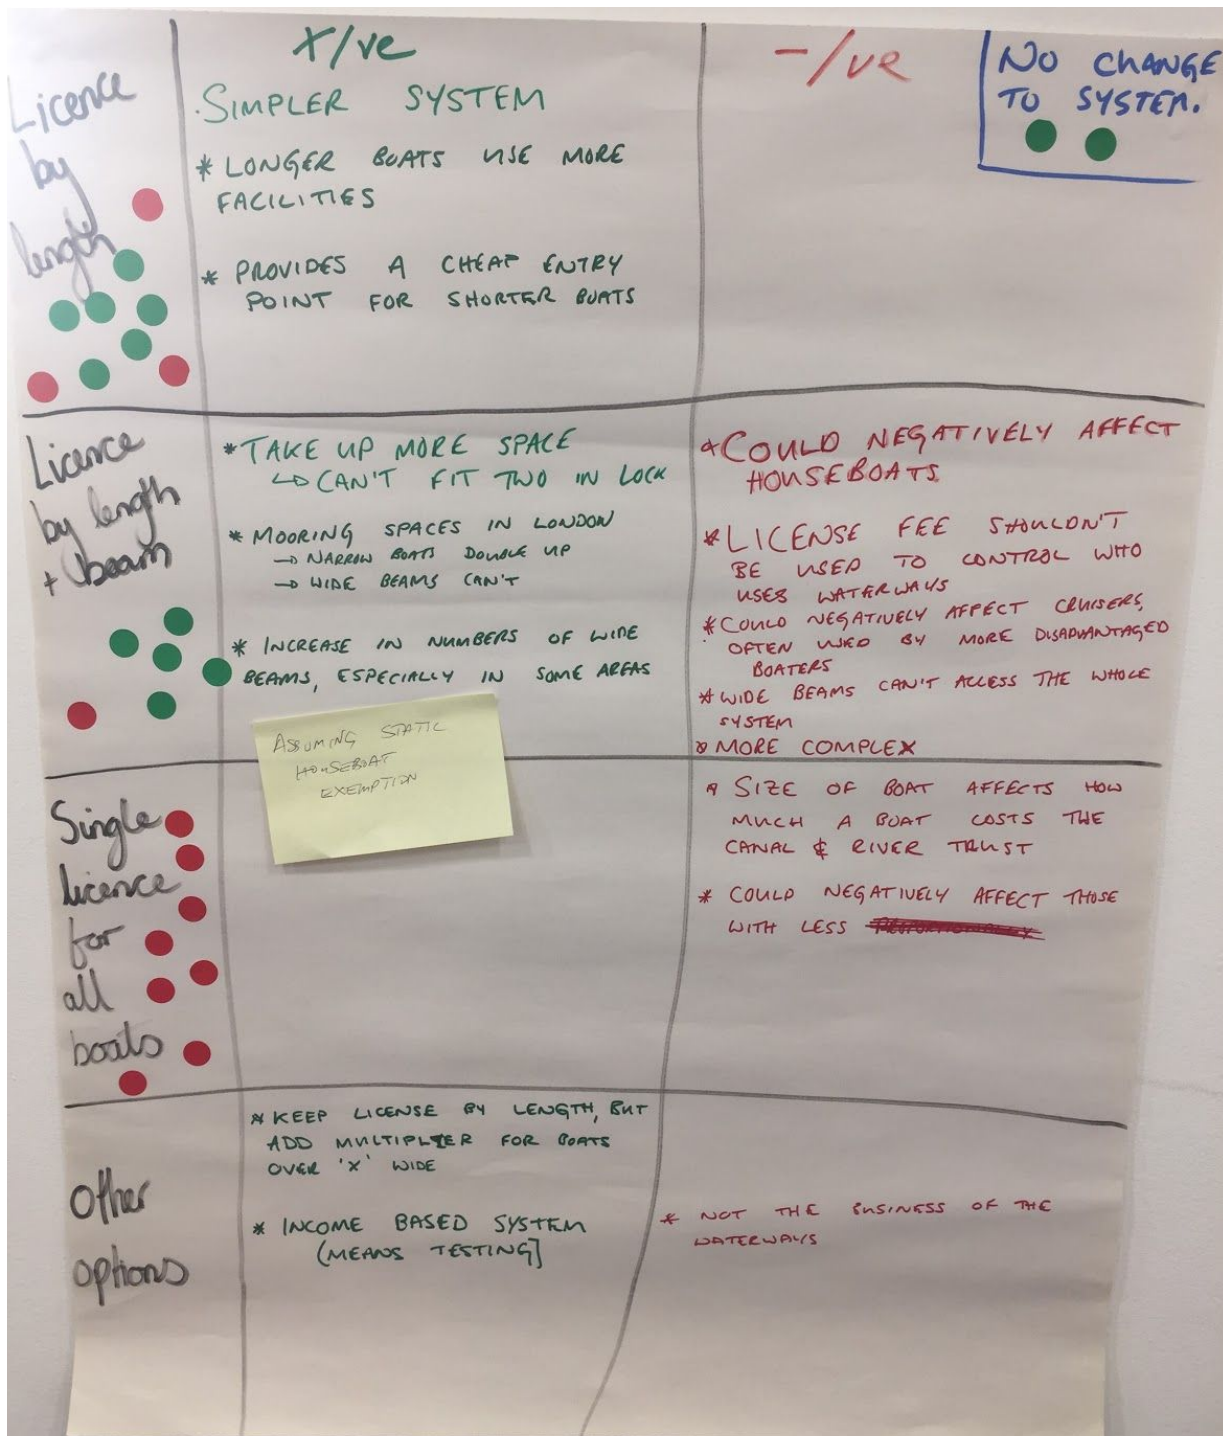 +/ve
-/ve
NO CHANGE
TO SYSTEM.
Licence
by
length
·SIMPLER SYSTEM
* LONGER BOATS USE MORE
FACILITIES
* PROVIDES A CHEAP ENTRY
POINT FOR SHORTER BOATS
Licence
by length
+ beam
* TAKE UP MORE SPACE
↳ CAN'T FIT TWO IN LOCK
* MOORING SPACES IN LONDON
→ NARROW BOATS DOUBLE UP
→ WIDE BEAMS CAN'T
* INCREASE IN NUMBERS OF WIDE
BEAMS, ESPECIALLY IN SOME AREAS
ASSUMING STATIC
HOUSEBOAT
EXEMPTION
* COULD NEGATIVELY AFFECT
HOUSEBOATS
* LICENSE FEE SHOULDN'T
BE USED TO CONTROL WHO
USES WATERWAYS
* COULD NEGATIVELY AFFECT CRUISERS,
OFTEN USED BY MORE DISADVANTAGED
BOATERS
* WIDE BEAMS CAN'T ACCESS THE WHOLE
SYSTEM
* MORE COMPLEX
Single
licence
for
all
boats
* SIZE OF BOAT AFFECTS HOW
MUCH A BOAT COSTS THE
CANAL & RIVER TRUST
* COULD NEGATIVELY AFFECT THOSE
WITH LESS
Other
options
* KEEP LICENSE BY LENGTH, BUT
ADD MULTIPLIER FOR BOATS
OVER 'X' WIDE
* INCOME BASED SYSTEM
(MEANS TESTING]
* NOT THE BUSINESS OF THE
WATERWAYS